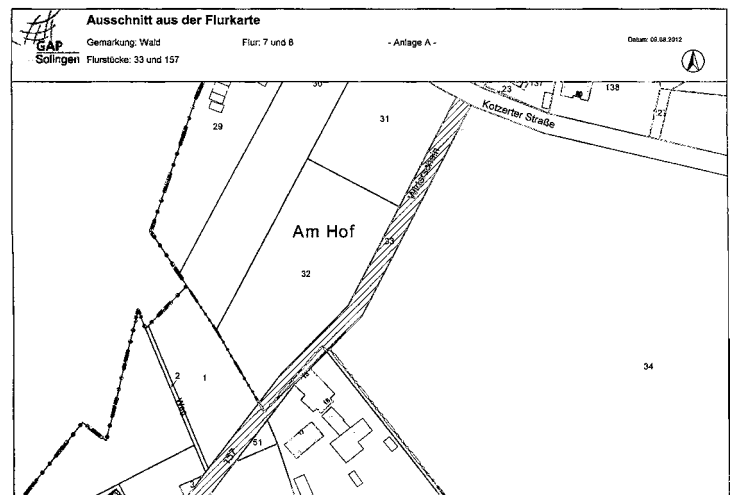 Ausschnitt aus der Flurkarte
GAP
Solingen
Gemarkung: Wald
Flur: 7 und 8
- Anlage A -
Datum: 09.08.2012
Flurstücke: 33 und 157
30
23
137
138
Kotzerter Straße
29
31
Am Hof
33
32
34
2
1
Weg
51
157